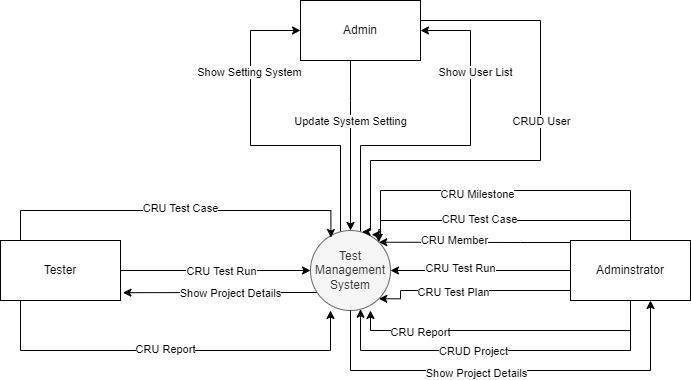 Admin
Show Setting System
Show User List
Update System Setting
CRUD User
CRU Milestone
CRU Test Case
CRU Test Case
CRU Member
Tester
CRU Test Run
Test
Management
System
CRU Test Run
Adminstrator
Show Project Details
CRU Test Plan
CRU Report
CRU Report
CRUD Project
Show Project Details